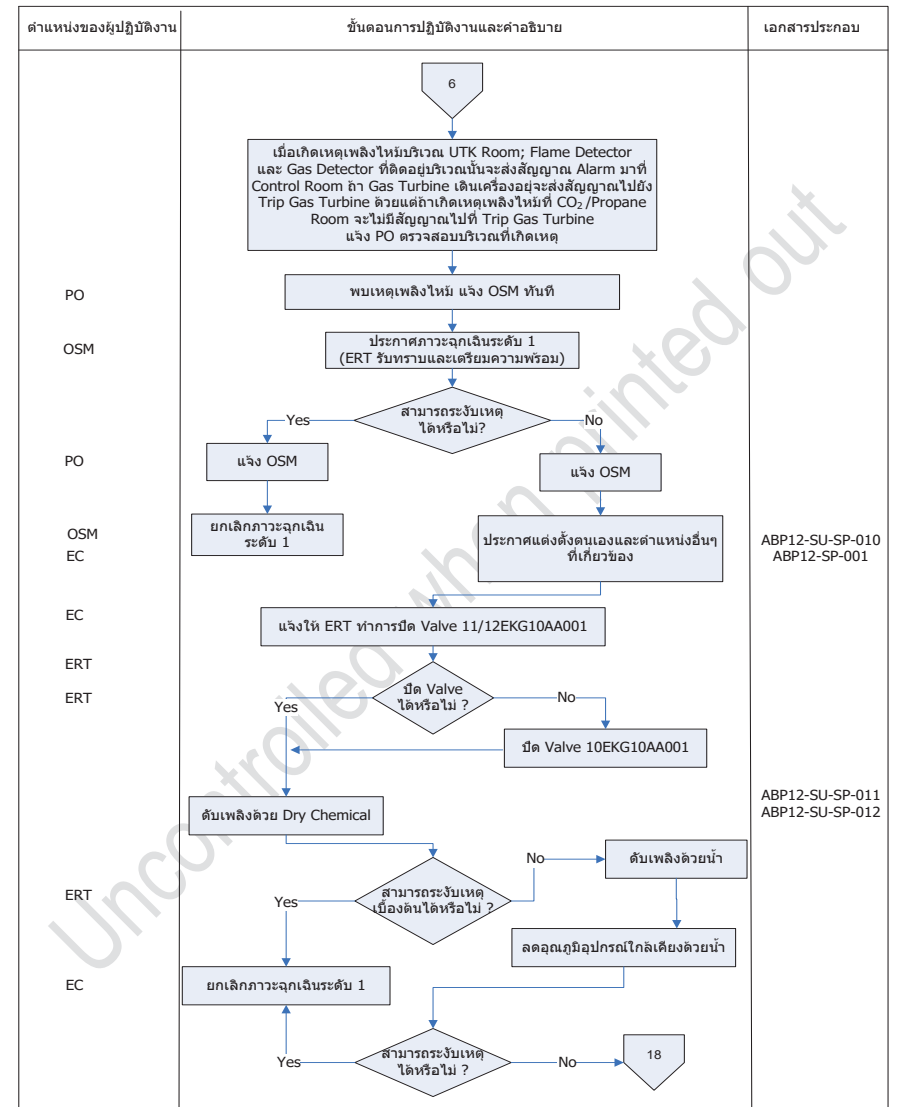 ตำแหน่งของผู้ปฏิบัติงาน
ขั้นตอนการปฏิบัติงานและคำอธิบาย
เอกสารประกอบ
6
เมื่อเกิดเหตุเพลิงไหม้บริเวณ UTK Room; Flame Detector
และ Gas Detector ที่ติดอยู่บริเวณนั้นจะส่งสัญญาณ Alarm มาที่
Control Room ถ้า Gas Turbine เดินเครื่องอยู่จะส่งสัญญาณไปยัง
Trip Gas Turbine ด้วยแต่ถ้าเกิดเหตุเพลิงไหม้ที่ CO₂ /Propane
Room จะไม่มีสัญญาณไปที่ Trip Gas Turbine
แจ้ง PO ตรวจสอบบริเวณที่เกิดเหตุ
PO
พบเหตุเพลิงไหม้ แจ้ง OSM ทันที
OSM
ประกาศภาวะฉุกเฉินระดับ 1
(ERT รับทราบและเตรียมความพร้อม)
สามารถระงับเหตุ
ได้หรือไม่?
Yes
No
PO
แจ้ง OSM
แจ้ง OSM
OSM
EC
ยกเลิกภาวะฉุกเฉิน
ระดับ 1
ประกาศแต่งตั้งตนเองและตำแหน่งอื่นๆ
ที่เกี่ยวข้อง
ABP12-SU-SP-010
ABP12-SP-001
EC
แจ้งให้ ERT ทำการปิด Valve 11/12EKG10AA001
ERT
ERT
ปิด Valve
ได้หรือไม่ ?
Yes
No
ปิด Valve 10EKG10AA001
ABP12-SU-SP-011
ABP12-SU-SP-012
ดับเพลิงด้วย Dry Chemical
No
ดับเพลิงด้วยน้ำ
ERT
สามารถระงับเหตุ
เบื้องต้นได้หรือไม่ ?
Yes
ลดอุณภูมิอุปกรณ์ใกล้เคียงด้วยน้ำ
EC
ยกเลิกภาวะฉุกเฉินระดับ 1
สามารถระงับเหตุ
ได้หรือไม่ ?
Yes
No
18
Uncontrolled when printed out